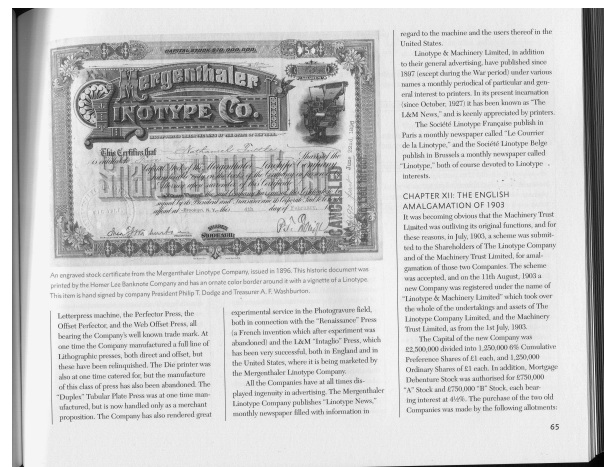 CAPITAL STOCK $10,000,000.
Mergenthaler
LINOTYPE CO.
This Certifies that
Shares
CANCELLED
An engraved stock certificate from the Mergenthaler Linotype Company, issued in 1896. This historic document was
printed by the Homer Lee Banknote Company and has an ornate color border around it with a vignette of a Linotype.
This item is hand signed by company President Philip T. Dodge and Treasurer A. F. Washburton.
Letterpress machine, the Perfector Press, the
Offset Perfector, and the Web Offset Press, all
bearing the Company's well known trade mark. At
one time the Company manufactured a full line of
Lithographic presses, both direct and offset, but
these have been relinquished. The Die printer was
also at one time catered for, but the manufacture
of this class of press has also been abandoned. The
"Duplex" Tubular Plate Press was at one time man-
ufactured, but is now handled only as a merchant
proposition. The Company has also rendered great
experimental service in the Photogravure field,
both in connection with the "Renaissance" Press
(a French invention which after experiment was
abandoned) and the L&M "Intaglio" Press, which
has been very successful, both in England and in
the United States, where it is being marketed by
the Mergenthaler Linotype Company.
All the Companies have at all times dis-
played ingenuity in advertising. The Mergenthaler
Linotype Company publishes "Linotype News,"
monthly newspaper filled with information in
regard to the machine and the users thereof in the
United States.
Linotype & Machinery Limited, in addition
to their general advertising, have published since
1897 (except during the War period) under various
names a monthly periodical of particular and gen-
eral interest to printers. In its present incarnation
(since October, 1927) it has been known as "The
L&M News," and is keenly appreciated by printers.
The Société Linotype Française publish in
Paris a monthly newspaper called "Le Courrier
de la Linotype," and the Société Linotype Belge
publish in Brussels a monthly newspaper called
"Linotype," both of course devoted to Linotype
interests.
CHAPTER XII: THE ENGLISH
AMALGAMATION OF 1903
It was becoming obvious that the Machinery Trust
Limited was outliving its original functions, and for
these reasons, in July, 1903, a scheme was submit-
ted to the Shareholders of The Linotype Company
and of the Machinery Trust Limited, for amal-
gamation of those two Companies. The scheme
was accepted, and on the 11th August, 1903 a
new Company was registered under the name of
"Linotype & Machinery Limited" which took over
the whole of the undertakings and assets of The
Linotype Company Limited, and the Machinery
Trust Limited, as from the 1st July, 1903.
The Capital of the new Company was
£2,500,000 divided into 1,250,000 6% Cumulative
Preference Shares of £1 each, and 1,250,000
Ordinary Shares of £1 each. In addition, Mortgage
Debenture Stock was authorised for £750,000
"A" Stock and £750,000 "B" Stock, each bear-
ing interest at 4½%. The purchase of the two old
Companies was made by the following allotments:
65